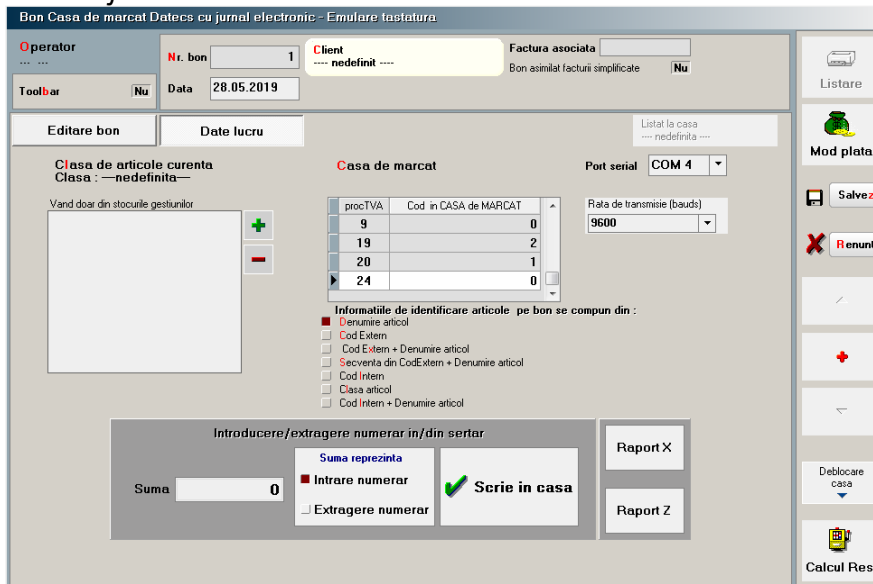 Bon Casa de marcat Datecs cu jurnal electronic - Emulare tastatura
Operator
--- ---
Toolbar Nu
Nr. bon 1
Data 28.05.2019
Client
---- nedefinit ----
Factura asociata
Bon asimilat facturii simplificate Nu
Editare bon
Date lucru
Listat la casa
---- nedefinita ----
Clasa de articole curenta
Clasa : —nedefinita—
Vand doar din stocurile gestiunilor
Casa de marcat
Port serial COM 4
procTVA Cod in CASA de MARCAT
9 0
19 2
20 1
24 0
Rata de transmisie (bauds)
9600
Informatiile de identificare articole pe bon se compun din :
Denumire articol
Cod Extern
Cod Extern + Denumire articol
Secventa din CodExtern + Denumire articol
Cod Intern
Clasa articol
Cod Intern + Denumire articol
Introducere/extragere numerar in/din sertar
Suma 0
Suma reprezinta
Intrare numerar
Extragere numerar
Scrie in casa
Raport X
Raport Z
Listare
Mod plata
Salvez
Renunt
Deblocare
casa
Calcul Res